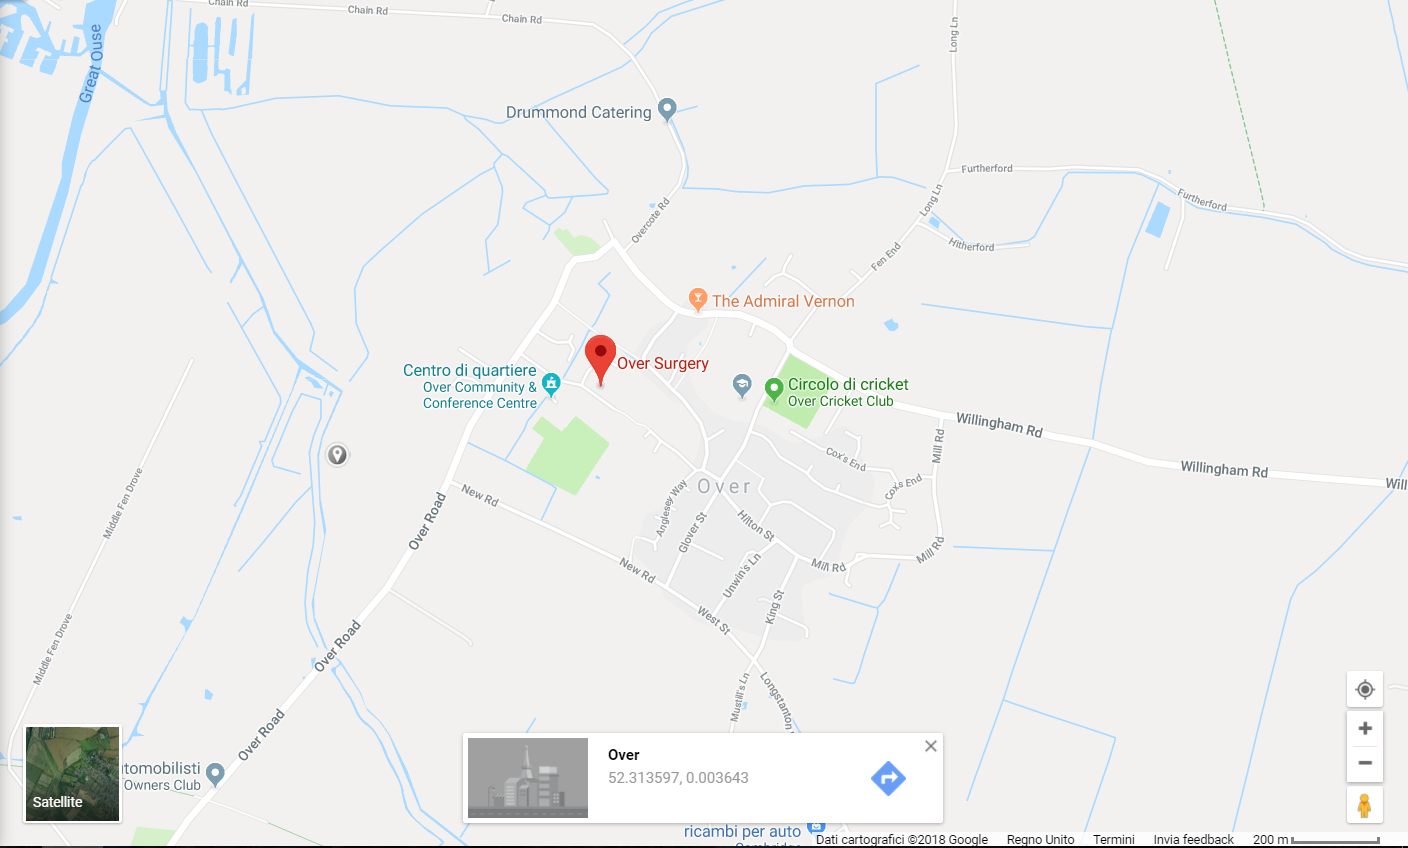 Chain Rd
Chain Rd
Chain Rd
Great Ouse
Long Ln
Drummond Catering
Furtherford
Furtherford
Long Ln
Overcote Rd
Hitherford
Fen End
The Admiral Vernon
Over Surgery
Centro di quartiere
Over Community &
Conference Centre
Circolo di cricket
Over Cricket Club
Willingham Rd
Willingham Rd
Will
Mill Rd
Cox's End
Cox's End
Over
Middle Fen Drove
New Rd
Anglesey Way
Over Road
Glover St
Hilton St
Mill Rd
Mill Rd
Unwin's Ln
New Rd
King St
West St
Middle Fen Drove
Over Road
Mustill's Ln
Longstanton
Over Road
tomobilisti
Owners Club
Satellite
Over
52.313597, 0.003643
ricambi per auto
Cambridge
Dati cartografici ©2018 Google
Regno Unito
Termini
Invia feedback
200 m